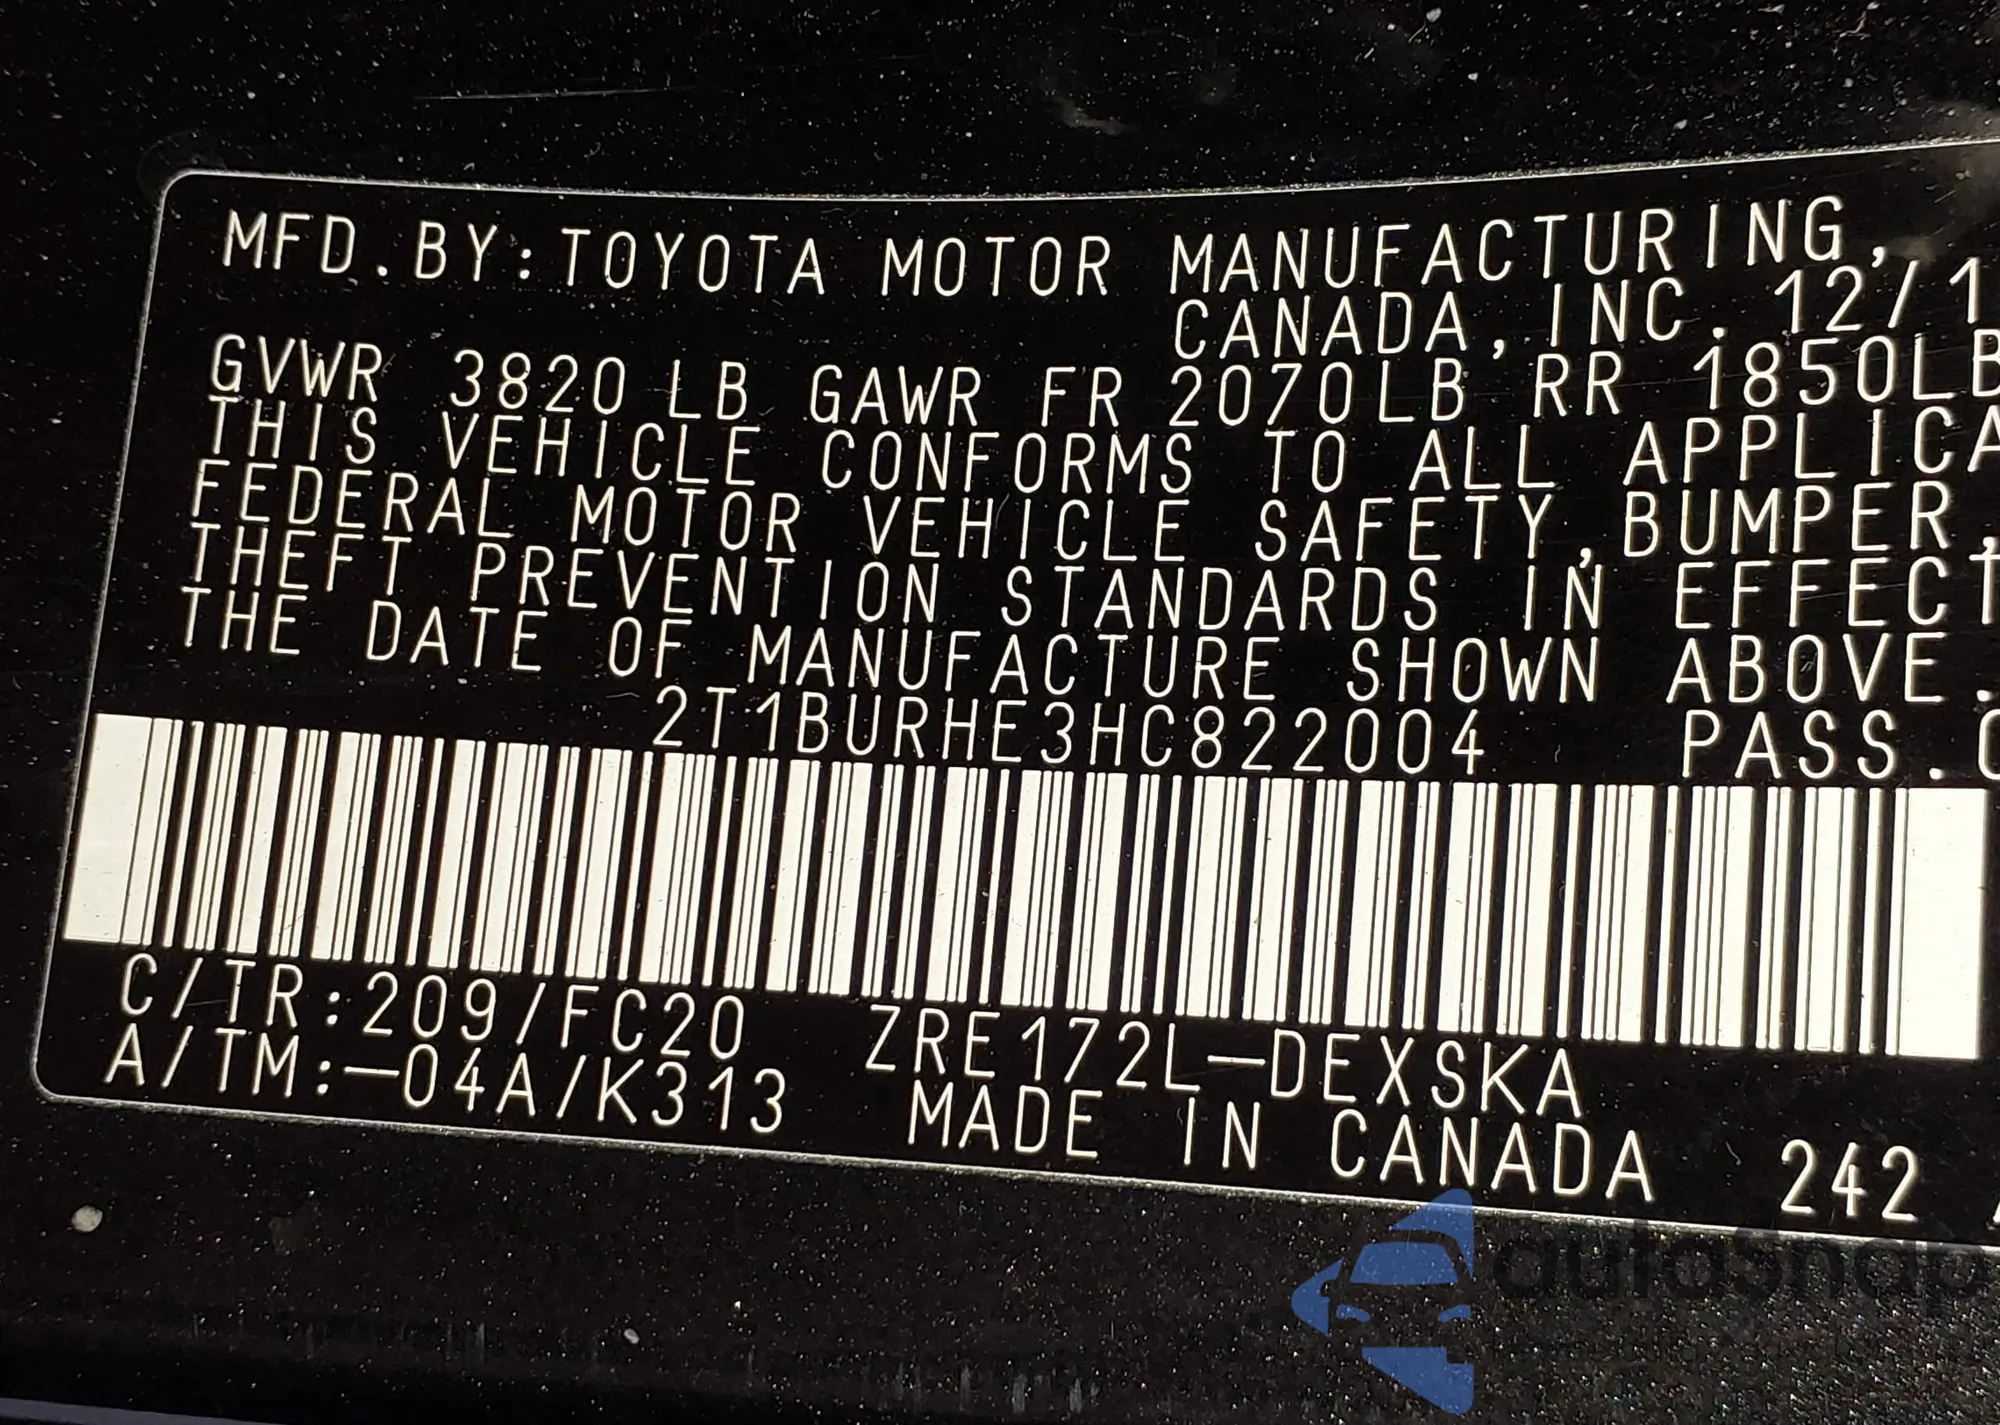 MFD.BY:TOYOTA MOTOR MANUFACTURING,
CANADA,INC. 12/1
GVWR 3820 LB GAWR FR 2070LB RR 1850LB
THIS VEHICLE CONFORMS TO ALL APPLICA
FEDERAL MOTOR VEHICLE SAFETY,BUMPER,
THEFT PREVENTION STANDARDS IN EFFECT
THE DATE OF MANUFACTURE SHOWN ABOVE.
2T1BURHE3HC822004 PASS.C
C/TR:209/FC20 ZRE172L–DEXSKA
A/TM:–04A/K313 MADE IN CANADA 242
autosnap